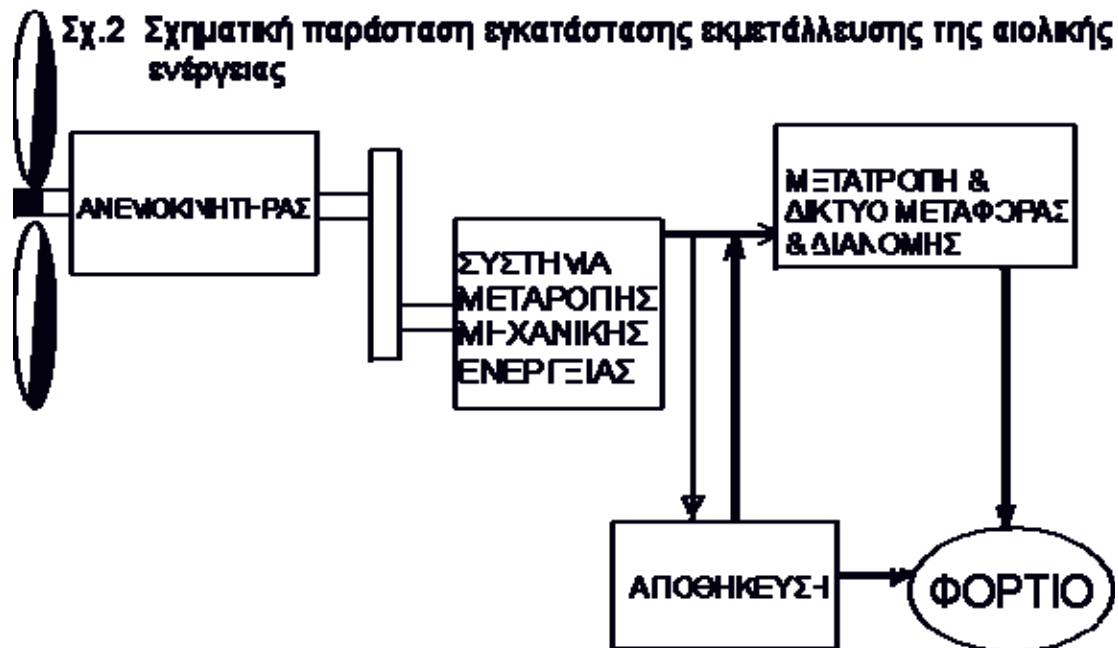 Σχ.2 Σχηματική παράσταση εγκατάστασης εκμετάλλευσης της αιολικής
ενέργειας
ΑΝΕΜΟΚΙΝΗΤΗΡΑΣ
ΜΕΤΑΤΡΟΠΗ &
ΔΙΚΤΥΟ ΜΕΤΑΦΟΡΑΣ
& ΔΙΑΝΟΜΗΣ
ΣΥΣΤΗΜΑ
ΜΕΤΑΡΟΠΗΣ
ΜΗΧΑΝΙΚΗΣ
ΕΝΕΡΓΕΙΑΣ
ΑΠΟΘΗΚΕΥΣΗ
ΦΟΡΤΙΟ